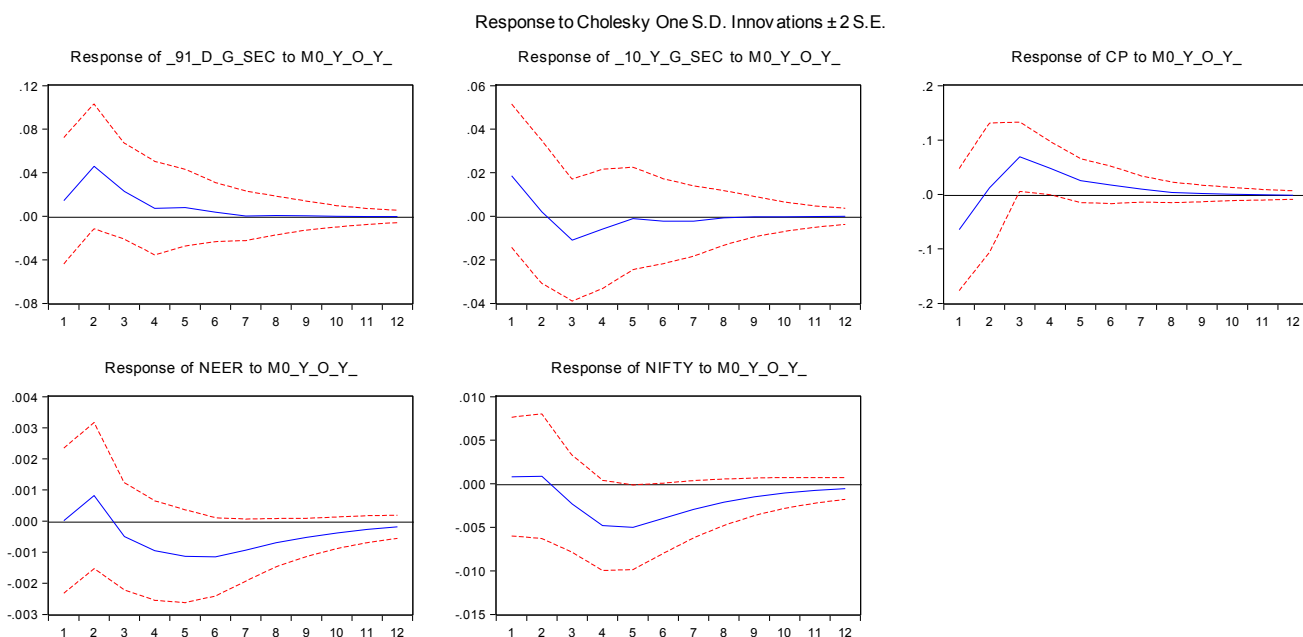 Response to Cholesky One S.D. Innovations ± 2 S.E.
Response of _91_D_G_SEC to M0_Y_O_Y_
.12
.08
.04
.00
-.04
-.08
1 2 3 4 5 6 7 8 9 10 11 12
Response of _10_Y_G_SEC to M0_Y_O_Y_
.06
.04
.02
.00
-.02
-.04
1 2 3 4 5 6 7 8 9 10 11 12
Response of CP to M0_Y_O_Y_
.2
.1
.0
-.1
-.2
1 2 3 4 5 6 7 8 9 10 11 12
Response of NEER to M0_Y_O_Y_
.004
.003
.002
.001
.000
-.001
-.002
-.003
1 2 3 4 5 6 7 8 9 10 11 12
Response of NIFTY to M0_Y_O_Y_
.010
.005
.000
-.005
-.010
-.015
1 2 3 4 5 6 7 8 9 10 11 12